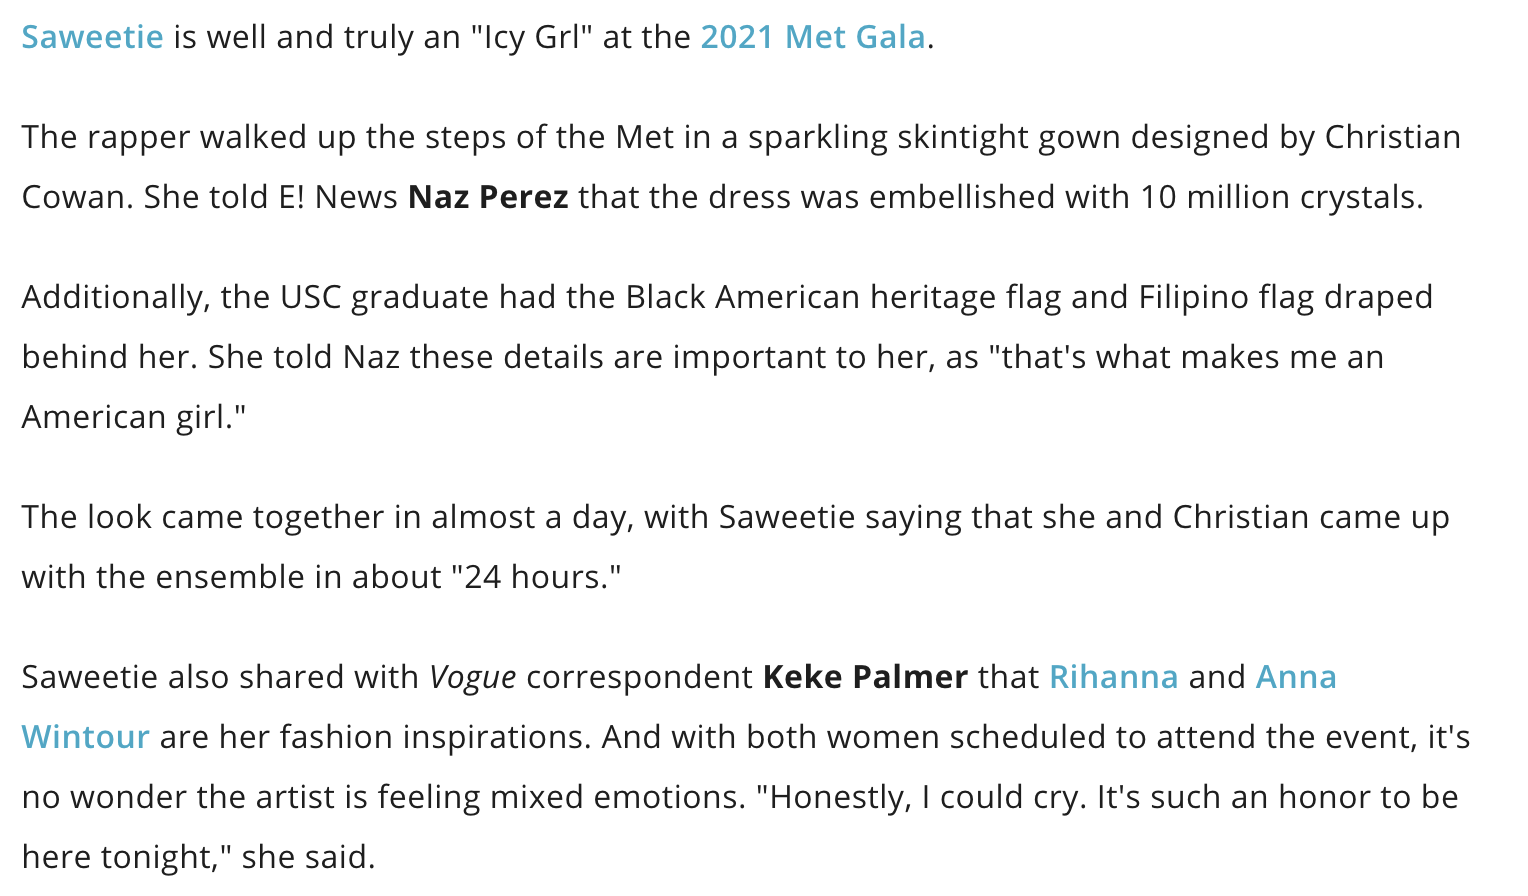 Saweetie is well and truly an "Icy Grl" at the 2021 Met Gala.
The rapper walked up the steps of the Met in a sparkling skintight gown designed by Christian
Cowan. She told E! News Naz Perez that the dress was embellished with 10 million crystals.
Additionally, the USC graduate had the Black American heritage flag and Filipino flag draped
behind her. She told Naz these details are important to her, as "that's what makes me an
American girl."
The look came together in almost a day, with Saweetie saying that she and Christian came up
with the ensemble in about "24 hours."
Saweetie also shared with Vogue correspondent Keke Palmer that Rihanna and Anna
Wintour are her fashion inspirations. And with both women scheduled to attend the event, it's
no wonder the artist is feeling mixed emotions. "Honestly, I could cry. It's such an honor to be
here tonight," she said.